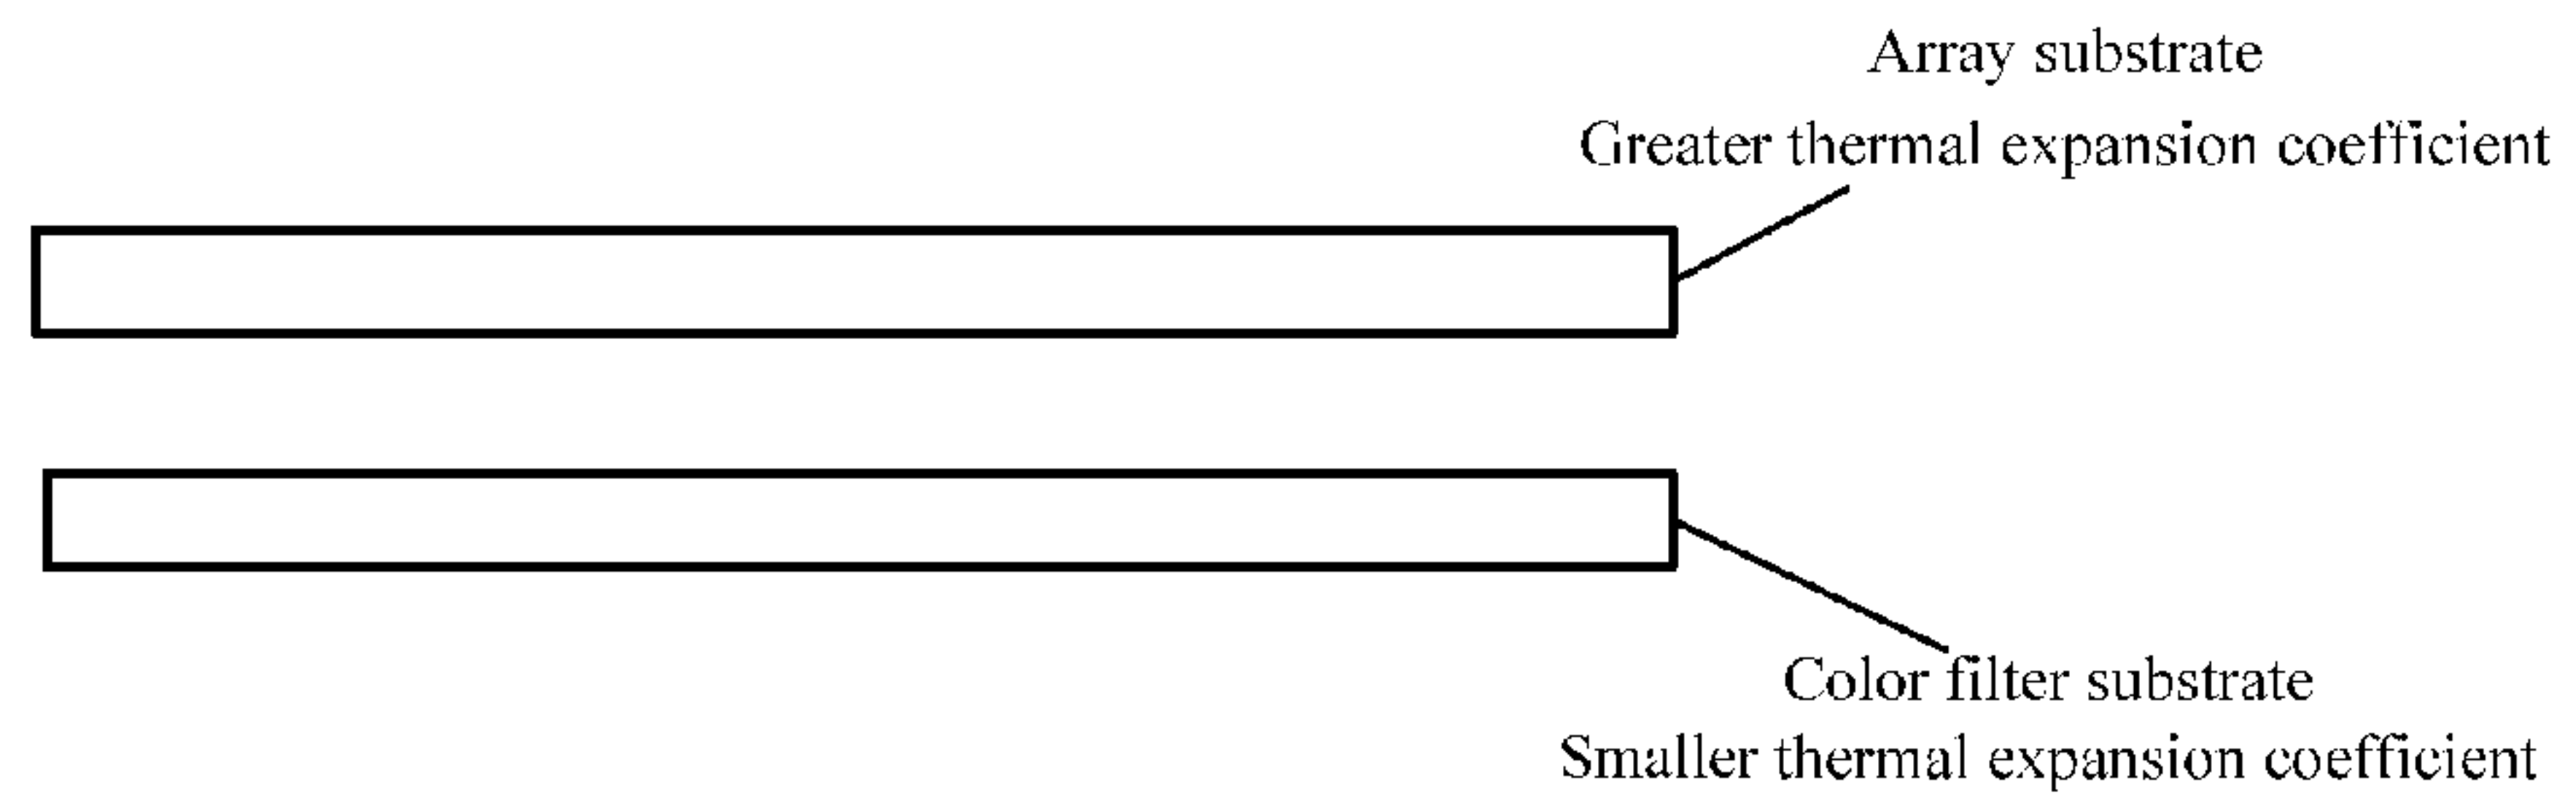 Array substrate
Greater thermal expansion coefficient
Color filter substrate
Smaller thermal expansion coefficient